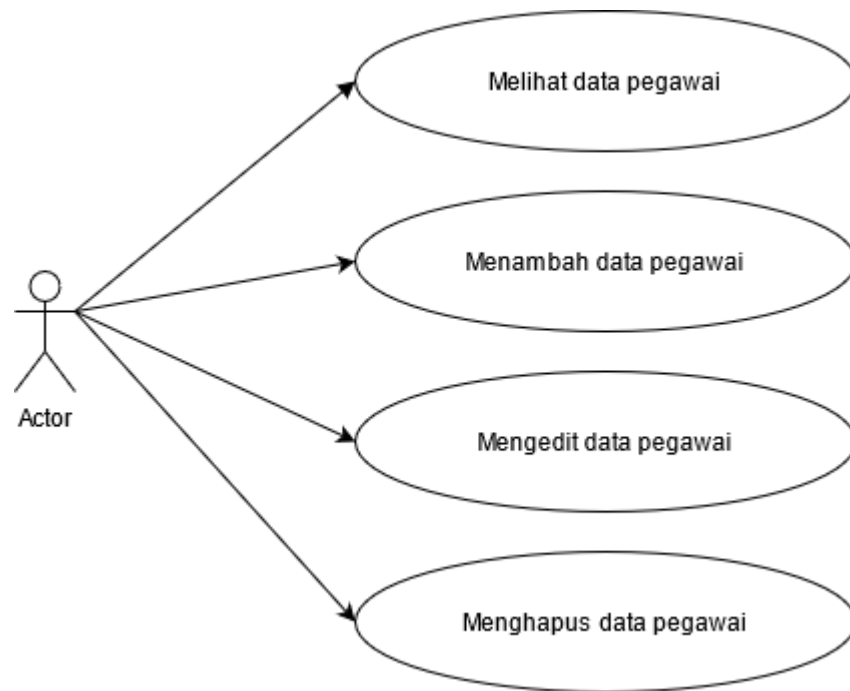 Melihat data pegawai
Menambah data pegawai
Actor
Mengedit data pegawai
Menghapus data pegawai